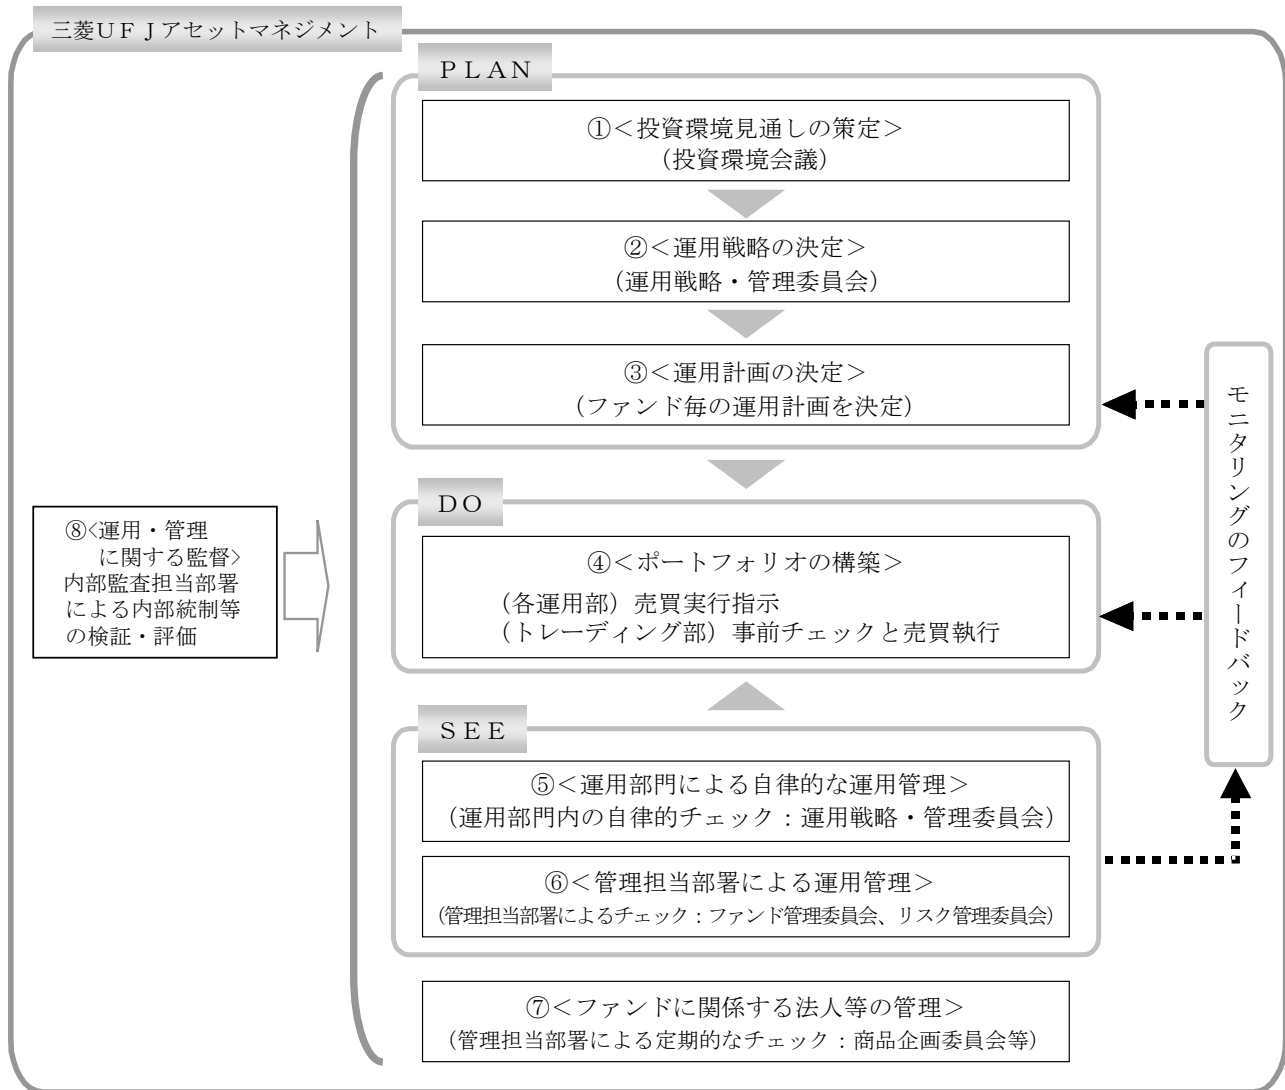 三菱ＵＦＪアセットマネジメント
ＰＬＡＮ
①＜投資環境見通しの策定＞
（投資環境会議）
②＜運用戦略の決定＞
（運用戦略・管理委員会）
③＜運用計画の決定＞
（ファンド毎の運用計画を決定）
ＤＯ
④＜ポートフォリオの構築＞
（各運用部）売買実行指示
（トレーディング部）事前チェックと売買執行
ＳＥＥ
⑤＜運用部門による自律的な運用管理＞
（運用部門内の自律的チェック：運用戦略・管理委員会）
⑥＜管理担当部署による運用管理＞
（管理担当部署によるチェック：ファンド管理委員会、リスク管理委員会）
⑦＜ファンドに関係する法人等の管理＞
（管理担当部署による定期的なチェック：商品企画委員会等）
⑧<運用・管理
に関する監督>
内部監査担当部署
による内部統制等
の検証・評価
モニタリングのフィードバック